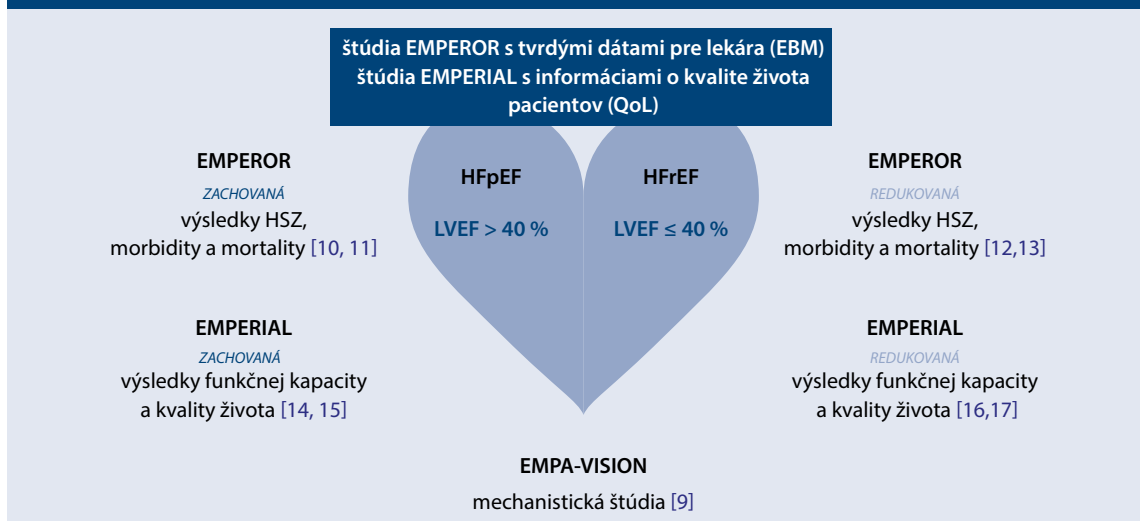 štúdia EMPEROR s tvrdými dátami pre lekára (EBM)
štúdia EMPERIAL s informáciami o kvalite života
pacientov (QoL)
EMPEROR
ZACHOVANÁ
výsledky HSZ,
morbidity a mortality [10, 11]
HFpEF
LVEF > 40 %
HFrEF
LVEF ≤ 40 %
EMPEROR
REDUKOVANÁ
výsledky HSZ,
morbidity a mortality [12,13]
EMPERIAL
ZACHOVANÁ
výsledky funkčnej kapacity
a kvality života [14, 15]
EMPERIAL
REDUKOVANÁ
výsledky funkčnej kapacity
a kvality života [16,17]
EMPA-VISION
mechanistická štúdia [9]